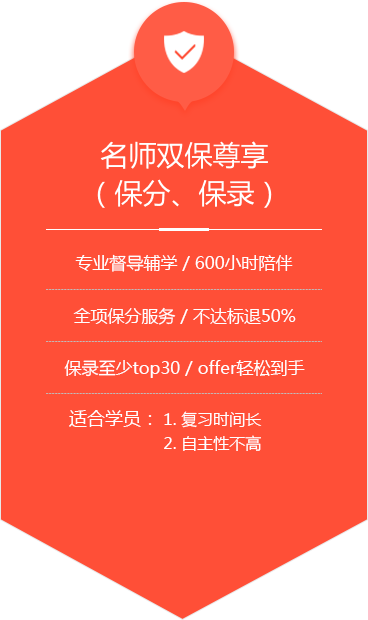 名师双保尊享
（保分、保录）
专业督导辅学 / 600小时陪伴
全项保分服务 / 不达标退50%
保录至少top30 / offer轻松到手
适合学员： 1. 复习时间长
2. 自主性不高